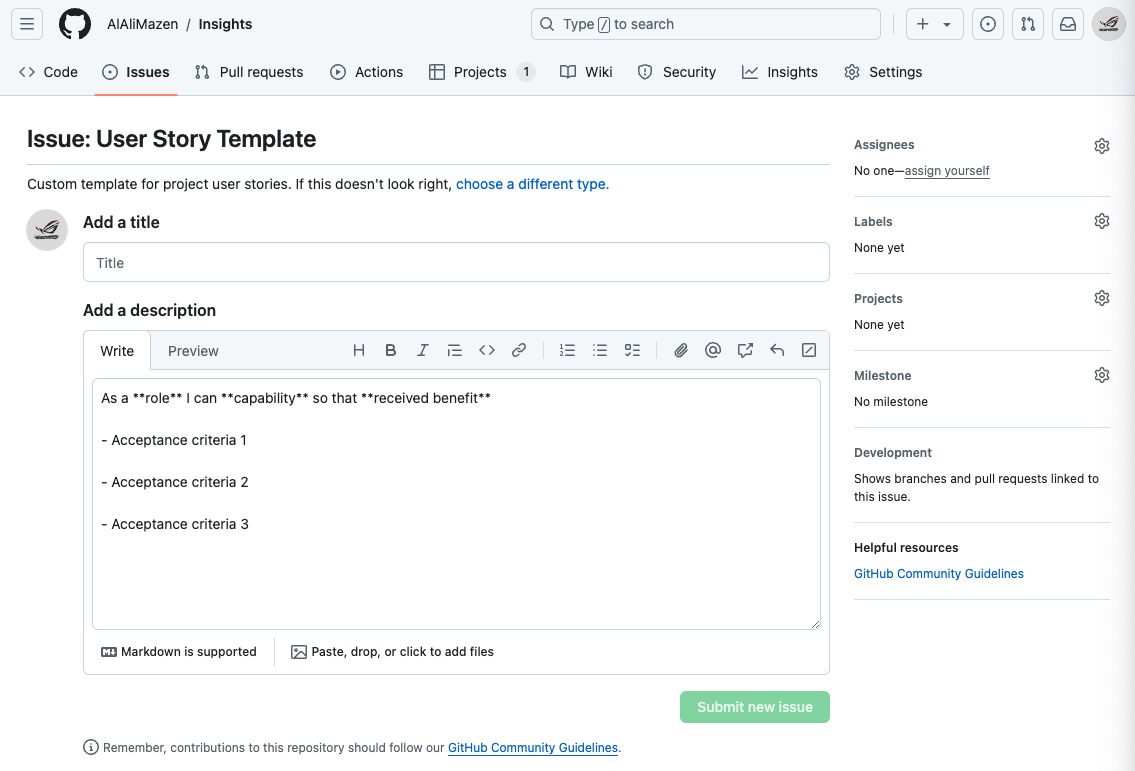 AlAliMazen / Insights
Type / to search
Code Issues Pull requests Actions Projects 1 Wiki Security Insights Settings
Issue: User Story Template
Custom template for project user stories. If this doesn't look right, choose a different type.
Add a title
Title
Add a description
Write Preview
As a **role** I can **capability** so that **received benefit**
- Acceptance criteria 1
- Acceptance criteria 2
- Acceptance criteria 3
Markdown is supported
Paste, drop, or click to add files
Submit new issue
Remember, contributions to this repository should follow our GitHub Community Guidelines.
Assignees
No one—assign yourself
Labels
None yet
Projects
None yet
Milestone
No milestone
Development
Shows branches and pull requests linked to
this issue.
Helpful resources
GitHub Community Guidelines